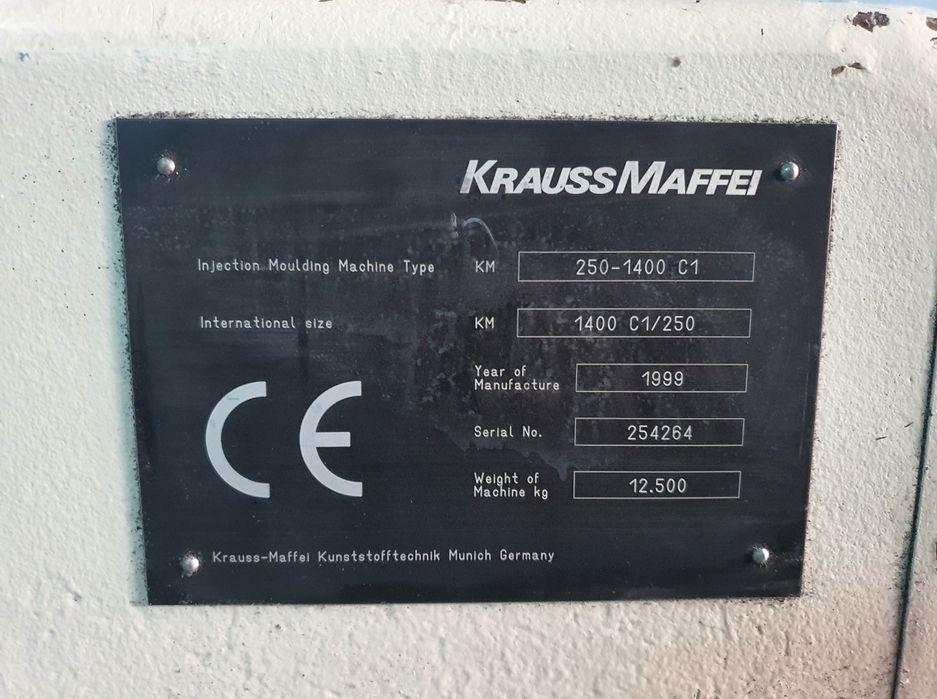 KRAUSSMAFFEI
Injection Moulding Machine Type KM 250-1400 C1
International size KM 1400 C1/250
Year of
Manufacture 1999
Serial No. 254264
Weight of
Machine kg 12.500
CE
Krauss-Maffei Kunststofftechnik Munich Germany